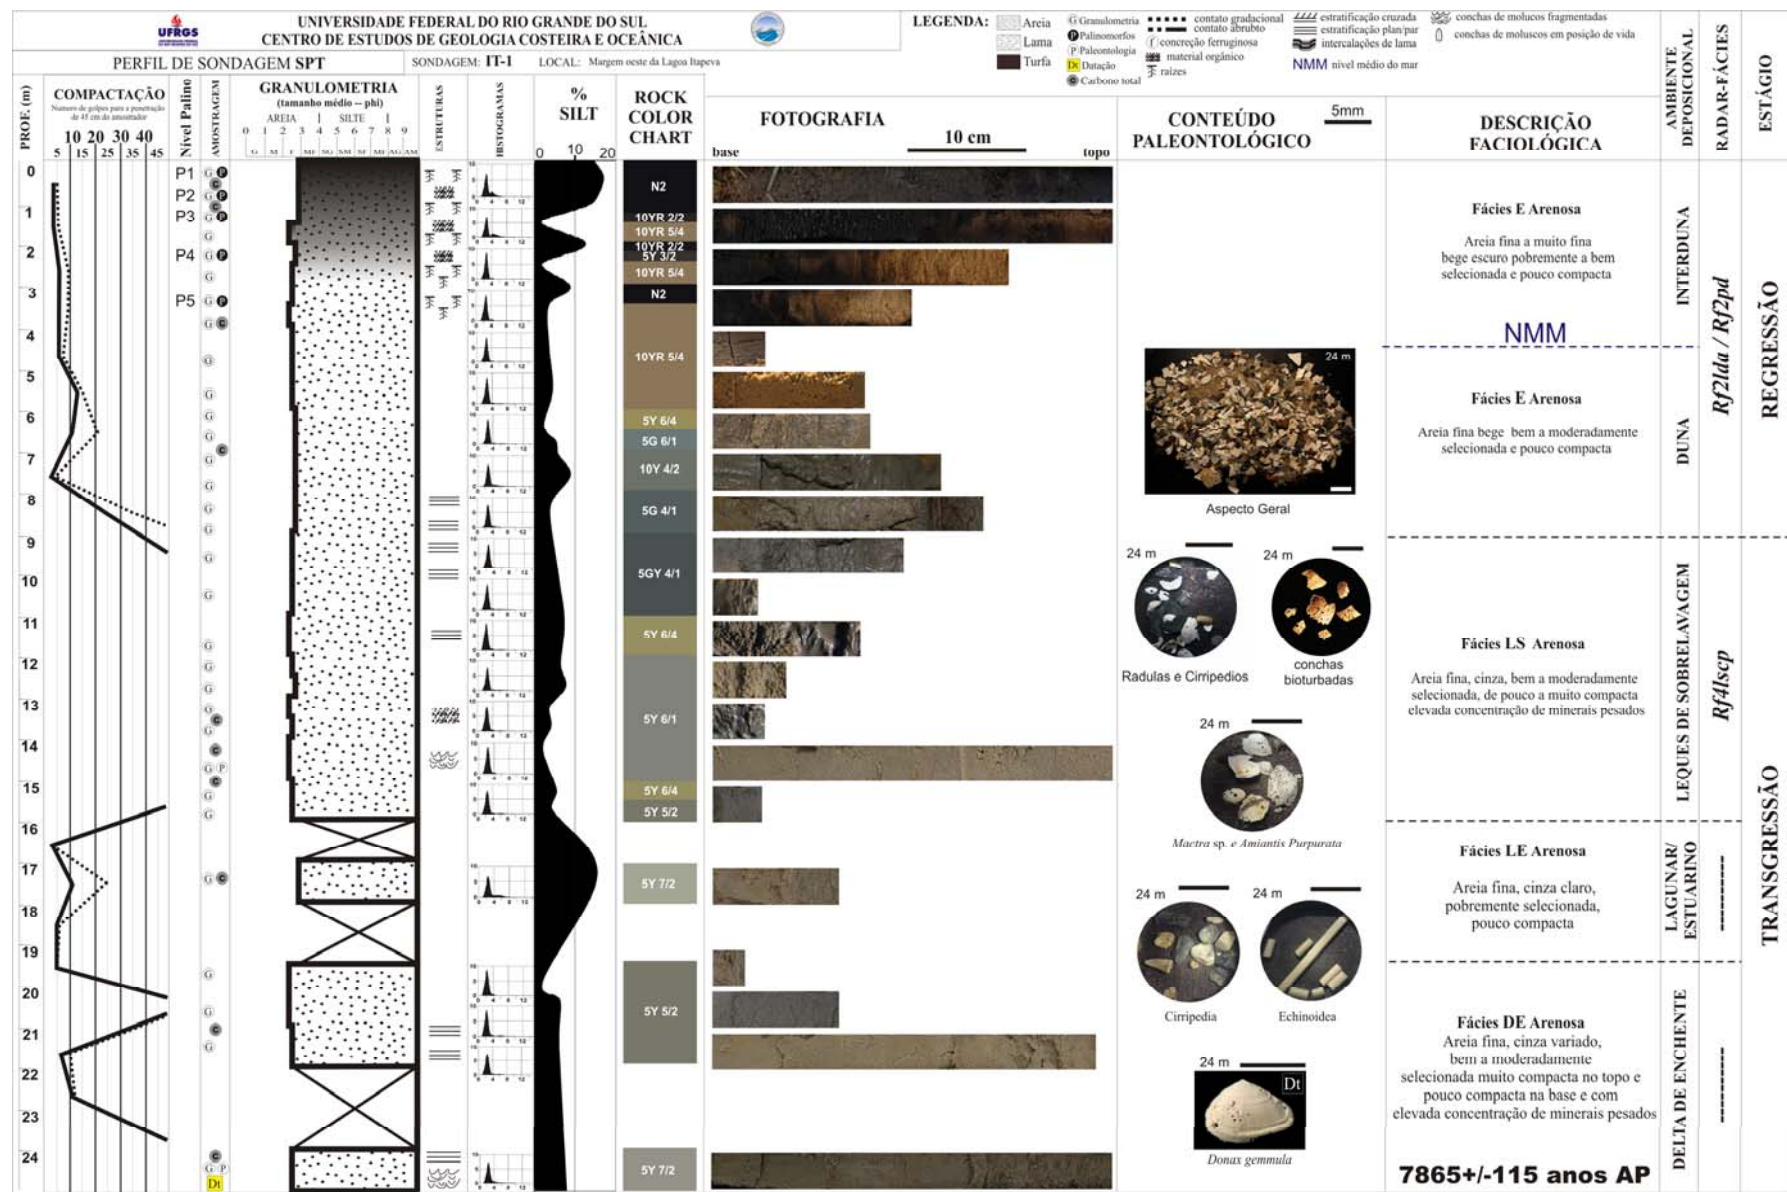 UFRGS
UNIVERSIDADE FEDERAL DO RIO GRANDE DO SUL
CENTRO DE ESTUDOS DE GEOLOGIA COSTEIRA E OCEÂNICA
PERFIL DE SONDAGEM SPT
SONDAGEM: IT-1
LOCAL: Margem oeste da Lagoa Itapeva
LEGENDA:
Areia
Lama
Turfa
G Granulometria
P Palinomorfos
P Paleontologia
Dt Datação
C Carbono total
contato gradacional
contato abrubto
f concreção ferruginosa
material orgânico
raízes
estratificação cruzada
estratificação plan/par
intercalações de lama
NMM nivel médio do mar
conchas de molucos fragmentadas
conchas de moluscos em posição de vida
PROF. (m)
COMPACTAÇÃO
Numero de golpes para a penetração
de 45 cm do amostrador
10 20 30 40
5 15 25 35 45
Nível Palino
AMOSTRAGEM
GRANULOMETRIA
(tamanho médio -- phi)
AREIA | SILTE |
0 1 2 3 4 5 6 7 8 9
ESTRUTURAS
HISTOGRAMAS
%
SILT
0 10 20
ROCK
COLOR
CHART
FOTOGRAFIA
10 cm
base topo
CONTEÚDO
PALEONTOLÓGICO
5mm
DESCRIÇÃO
FACIOLÓGICA
AMBIENTE
DEPOSICIONAL
RADAR-FÁCIES
ESTÁGIO
0
1
2
3
4
5
6
7
8
9
10
11
12
13
14
15
16
17
18
19
20
21
22
23
24
P1
P2
P3
P4
P5
Dt
N2
10YR 2/2
10YR 5/4
10YR 2/2
5Y 3/2
10YR 5/4
N2
10YR 5/4
5Y 6/4
5G 6/1
10Y 4/2
5G 4/1
5GY 4/1
5Y 6/4
5Y 6/1
5Y 6/4
5Y 5/2
5Y 7/2
5Y 5/2
5Y 7/2
24 m
Aspecto Geral
24 m
24 m
Radulas e Cirripedios
conchas
bioturbadas
24 m
Mactra sp. e Amiantis Purpurata
24 m
24 m
Cirripedia
Echinoidea
24 m
Dt
Donax gemmula
Fácies E Arenosa
Areia fina a muito fina
bege escuro pobremente a bem
selecionada e pouco compacta
NMM
Fácies E Arenosa
Areia fina bege bem a moderadamente
selecionada e pouco compacta
Fácies LS Arenosa
Areia fina, cinza, bem a moderadamente
selecionada, de pouco a muito compacta
elevada concentração de minerais pesados
Fácies LE Arenosa
Areia fina, cinza claro,
pobremente selecionada,
pouco compacta
Fácies DE Arenosa
Areia fina, cinza variado,
bem a moderadamente
selecionada muito compacta no topo e
pouco compacta na base e com
elevada concentração de minerais pesados
7865+/-115 anos AP
INTERDUNA
DUNA
LEQUES DE SOBRELAVAGEM
LAGUNAR/
ESTUARINO
DELTA DE ENCHENTE
Rf2lda / Rf2pd
Rf4lscp
REGRESSÃO
TRANSGRESSÃO